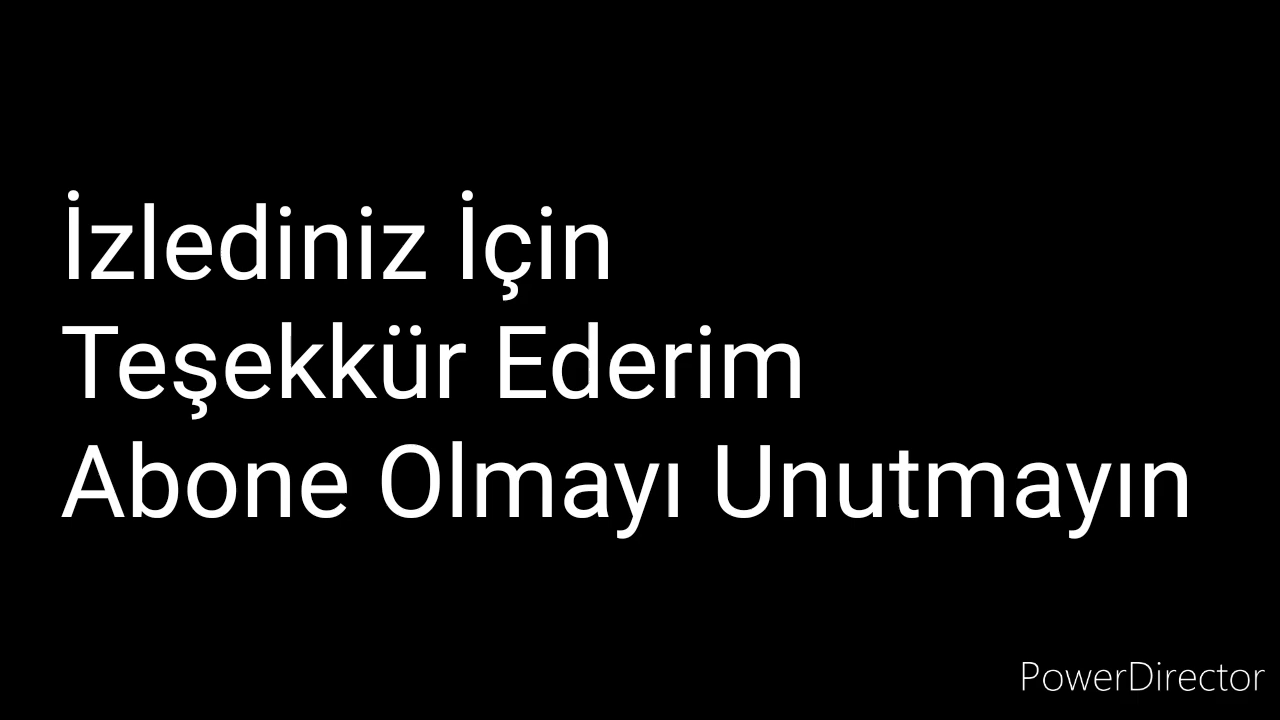 İzlediniz İçin
Teşekkür Ederim
Abone Olmayı Unutmayın
PowerDirector